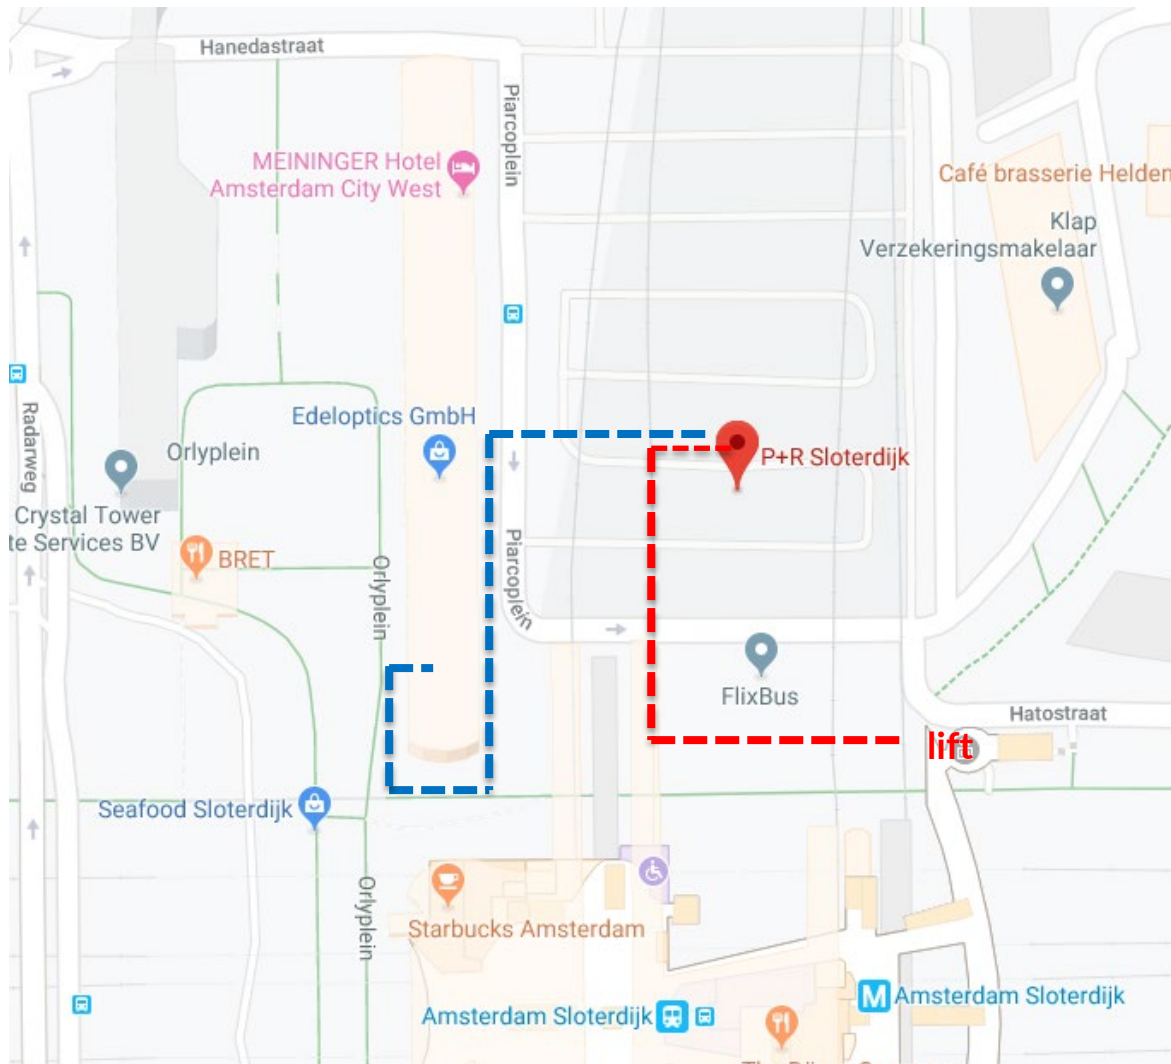 Hanedastraat
Piarcoplein
MEININGER Hotel
Amsterdam City West
Café brasserie Helden
Klap
Verzekeringsmakelaar
Radarweg
Edeloptics GmbH
Orlyplein
P+R Sloterdijk
Crystal Tower
te Services BV
BRET
Orlyplein
Piarcoplein
FlixBus
Hatostraat
lift
Seafood Sloterdijk
Orlyplein
Starbucks Amsterdam
Amsterdam Sloterdijk
M Amsterdam Sloterdijk